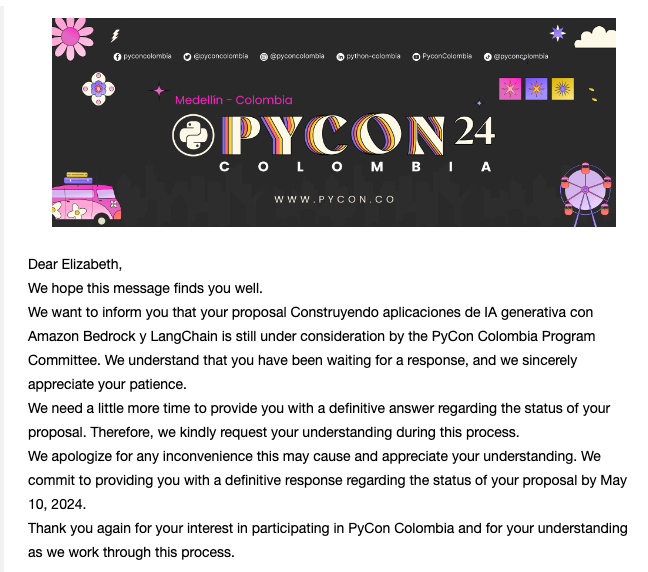 pyconcolombia @pyconcolombia @pyconcolombia python-colombia PyconColombia @pyconcolombia
Medellín - Colombia
PYCON 24
COLOMBIA
WWW.PYCON.CO
Dear Elizabeth,
We hope this message finds you well.
We want to inform you that your proposal Construyendo aplicaciones de IA generativa con
Amazon Bedrock y LangChain is still under consideration by the PyCon Colombia Program
Committee. We understand that you have been waiting for a response, and we sincerely
appreciate your patience.
We need a little more time to provide you with a definitive answer regarding the status of your
proposal. Therefore, we kindly request your understanding during this process.
We apologize for any inconvenience this may cause and appreciate your understanding. We
commit to providing you with a definitive response regarding the status of your proposal by May
10, 2024.
Thank you again for your interest in participating in PyCon Colombia and for your understanding
as we work through this process.